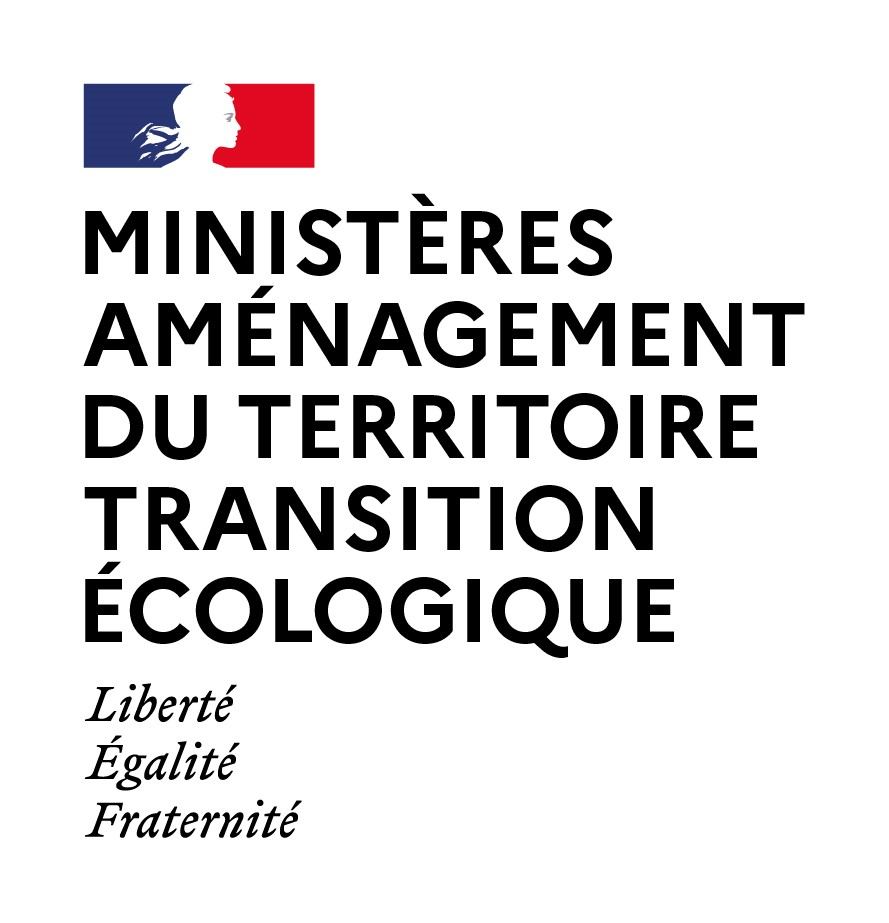 MINISTÈRES
AMÉNAGEMENT
DU TERRITOIRE
TRANSITION
ÉCOLOGIQUE
Liberté
Égalité
Fraternité